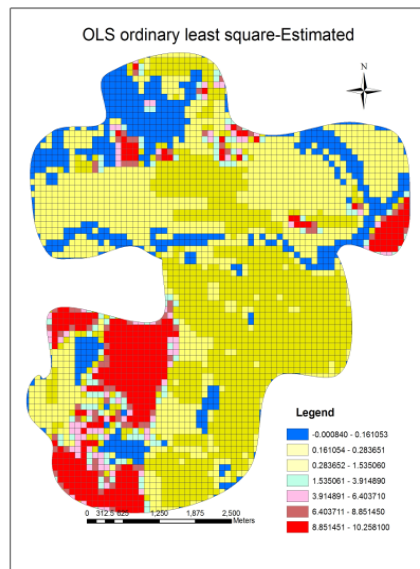 OLS ordinary least square-Estimated
N
Legend
-0.000840 - 0.161053
0.161054 - 0.283651
0.283652 - 1.535060
1.535061 - 3.914890
3.914891 - 6.403710
6.403711 - 8.851450
8.851451 - 10.258100
0 312.5 625 1,250 1,875 2,500
Meters